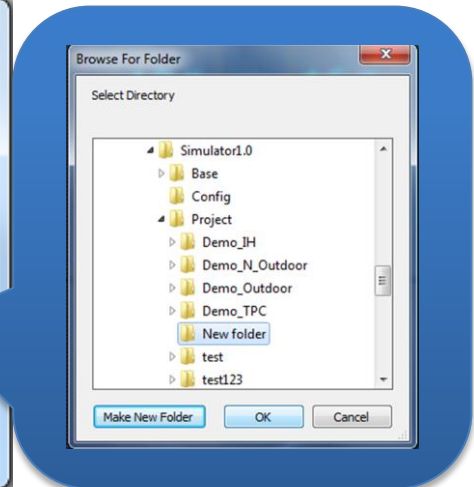 Browse For Folder
Select Directory
Simulator1.0
Base
Config
Project
Demo_IH
Demo_N_Outdoor
Demo_Outdoor
Demo_TPC
New folder
test
test123
Make New Folder OK Cancel